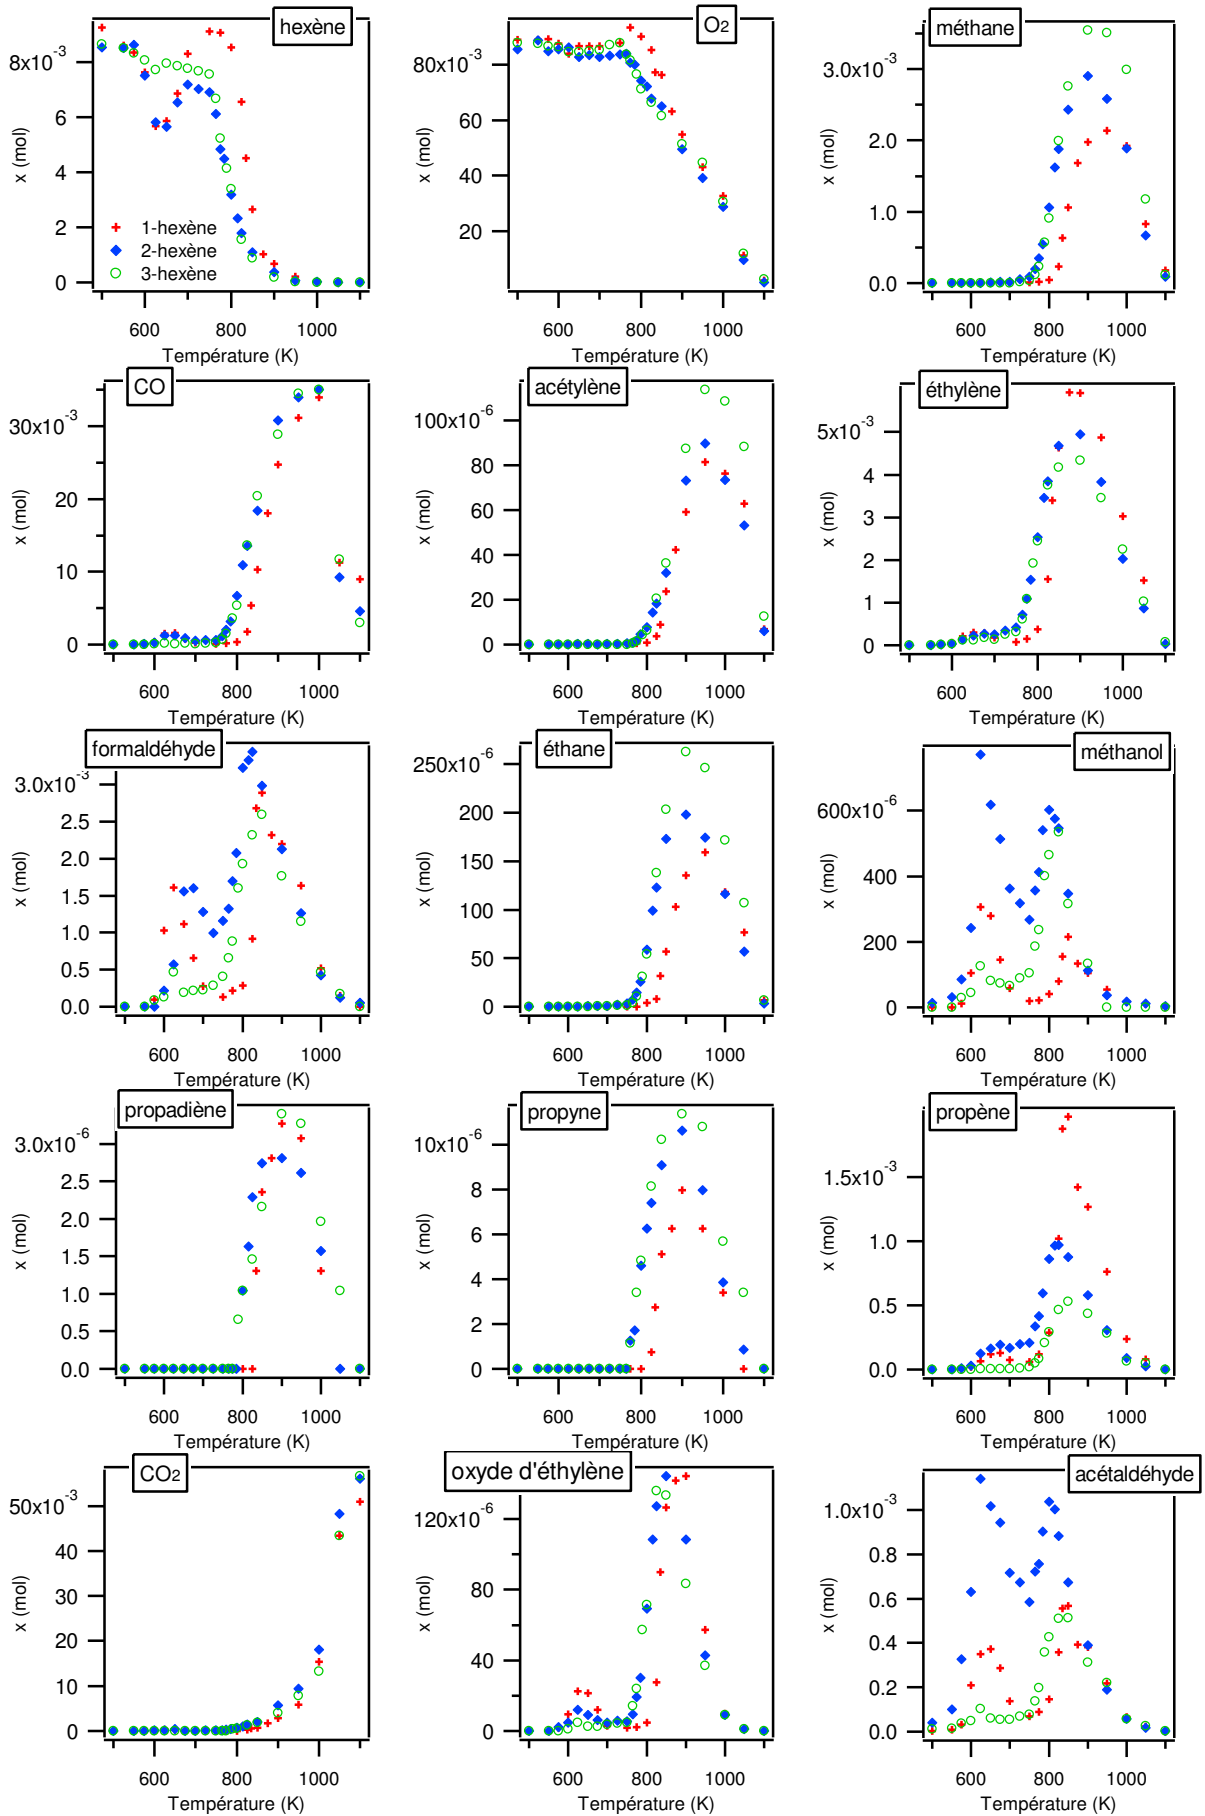 hexène
x (mol)
8x10-3
6
4
2
0
1-hexène
2-hexène
3-hexène
600
800
1000
Température (K)
O2
x (mol)
80x10-3
60
40
20
600
800
1000
Température (K)
méthane
x (mol)
3.0x10-3
2.0
1.0
0.0
600
800
1000
Température (K)
CO
x (mol)
30x10-3
20
10
0
600
800
1000
Température (K)
acétylène
x (mol)
100x10-6
80
60
40
20
0
600
800
1000
Température (K)
éthylène
x (mol)
5x10-3
4
3
2
1
0
600
800
1000
Température (K)
formaldéhyde
x (mol)
3.0x10-3
2.5
2.0
1.5
1.0
0.5
0.0
600
800
1000
Température (K)
éthane
x (mol)
250x10-6
200
150
100
50
0
600
800
1000
Température (K)
méthanol
x (mol)
600x10-6
400
200
0
600
800
1000
Température (K)
propadiène
x (mol)
3.0x10-6
2.5
2.0
1.5
1.0
0.5
0.0
600
800
1000
Température (K)
propyne
x (mol)
10x10-6
8
6
4
2
0
600
800
1000
Température (K)
propène
x (mol)
1.5x10-3
1.0
0.5
0.0
600
800
1000
Température (K)
CO2
x (mol)
50x10-3
40
30
20
10
0
600
800
1000
Température (K)
oxyde d'éthylène
x (mol)
120x10-6
80
40
0
600
800
1000
Température (K)
acétaldéhyde
x (mol)
1.0x10-3
0.8
0.6
0.4
0.2
0.0
600
800
1000
Température (K)